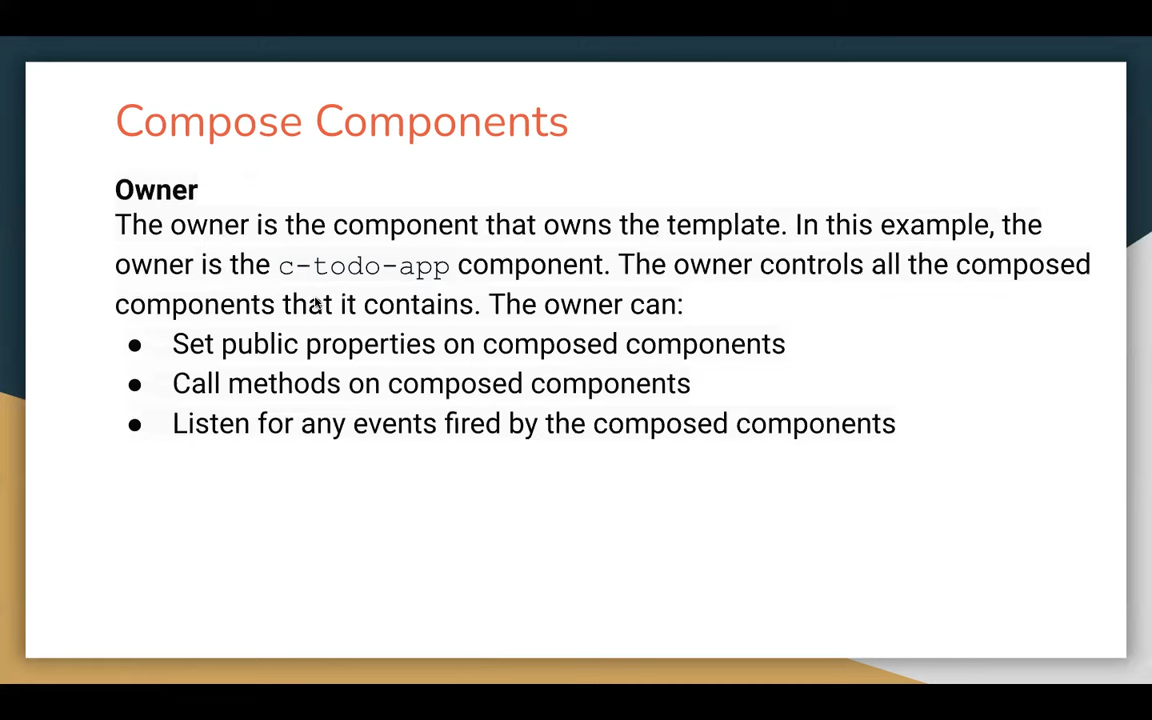 Compose Components
Owner
The owner is the component that owns the template. In this example, the
owner is the c-todo-app component. The owner controls all the composed
components that it contains. The owner can:
● Set public properties on composed components
● Call methods on composed components
● Listen for any events fired by the composed components